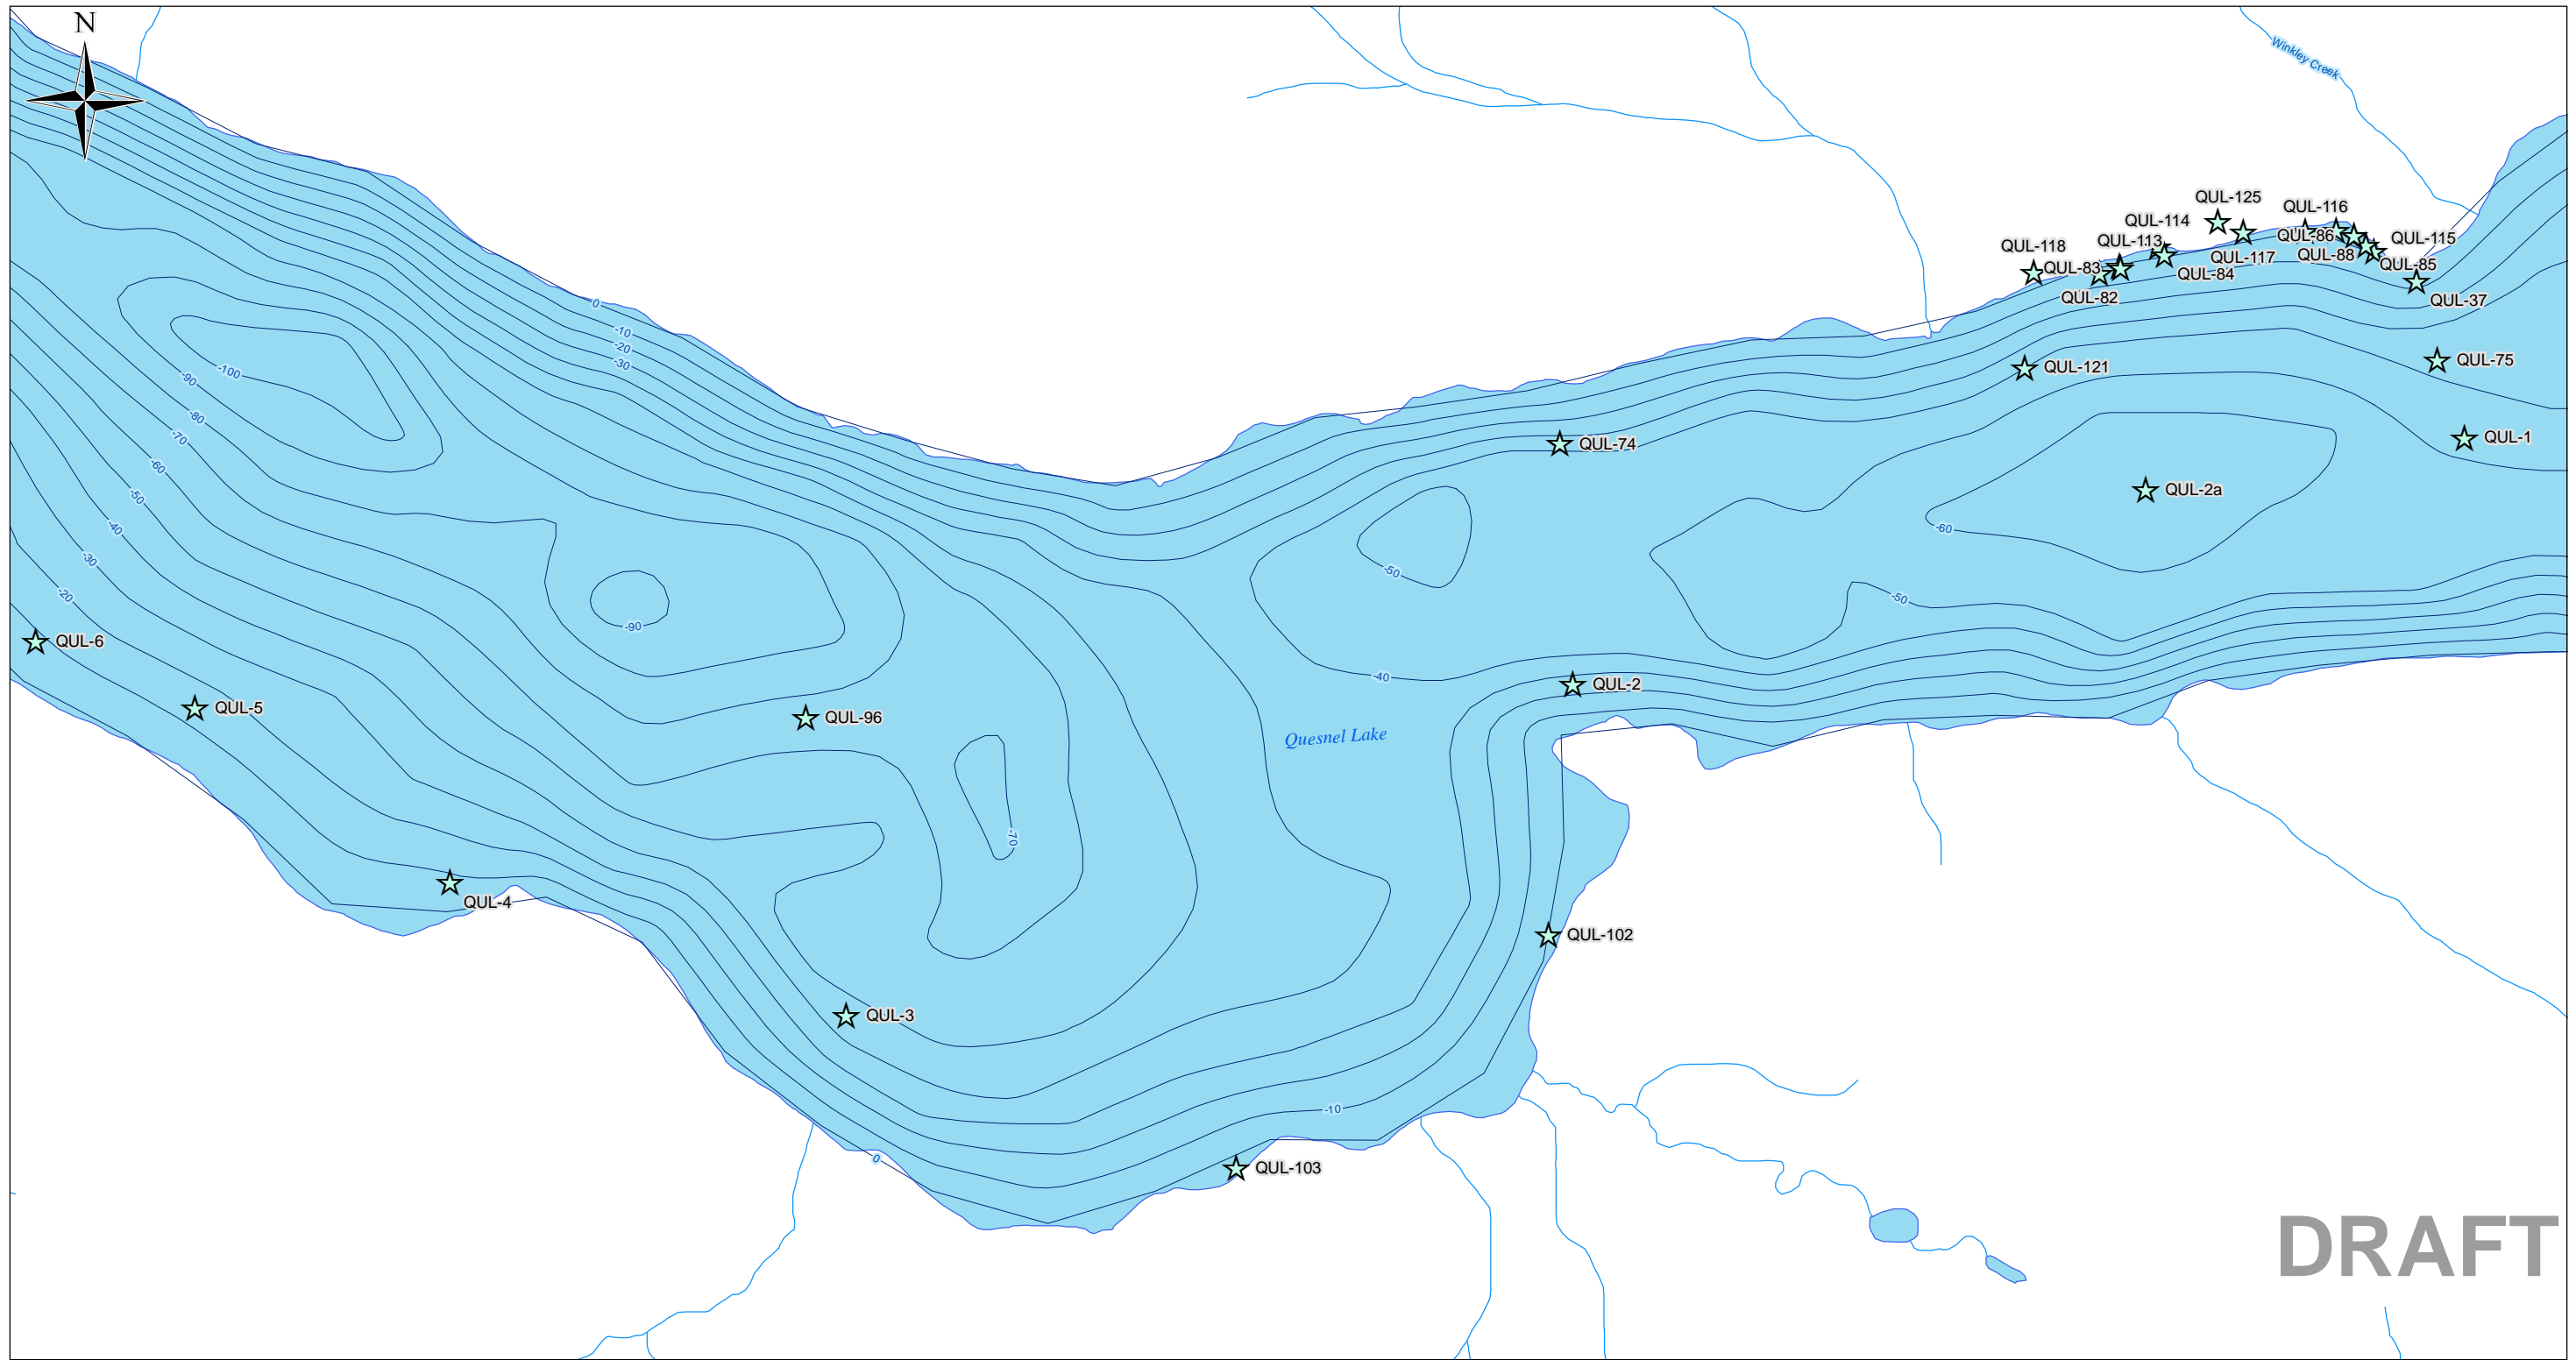 N
Winkley Creek
QUL-125
QUL-116
QUL-114
QUL-86
QUL-115
QUL-113
QUL-118
QUL-117
QUL-88
QUL-85
QUL-83
QUL-84
QUL-82
QUL-37
0
-10
-20
-30
QUL-75
QUL-121
-100
-90
-80
QUL-1
-70
QUL-74
-60
QUL-2a
-50
-40
-60
-30
-50
-20
-50
-90
QUL-6
-40
QUL-2
QUL-5
QUL-96
Quesnel Lake
-70
QUL-4
QUL-102
QUL-3
-10
0
QUL-103
DRAFT